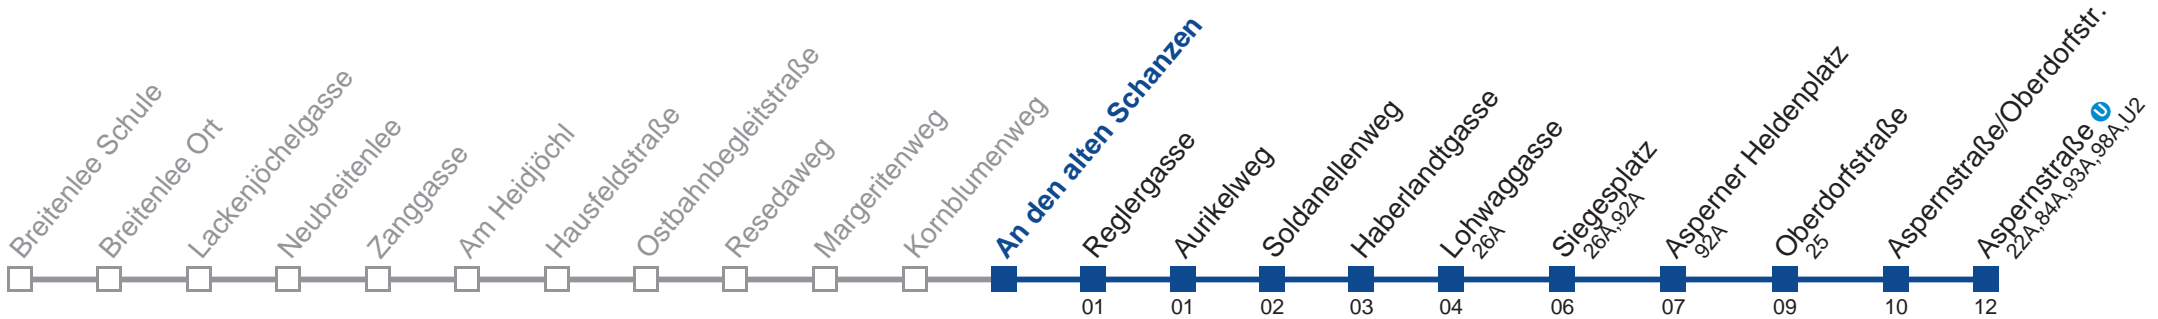 Breitenlee Schule
Breitenlee Ort
Lackenjöchelgasse
Neubreitenlee
Zanggasse
Am Heidjöchl
Hausfeldstraße
Ostbahnbegleitstraße
Resedaweg
Margeritenweg
Kornblumenweg
An den alten Schanzen
Reglergasse
Aurikelweg
Soldanellenweg
Haberlandtgasse
Lohwaggasse
26A
Siegesplatz
26A,92A
Asperner Heldenplatz
92A
Oberdorfstraße
25
Aspernstraße/Oberdorfstr.
Aspernstraße U
22A,84A,93A,98A,U2
01
01
02
03
04
06
07
09
10
12